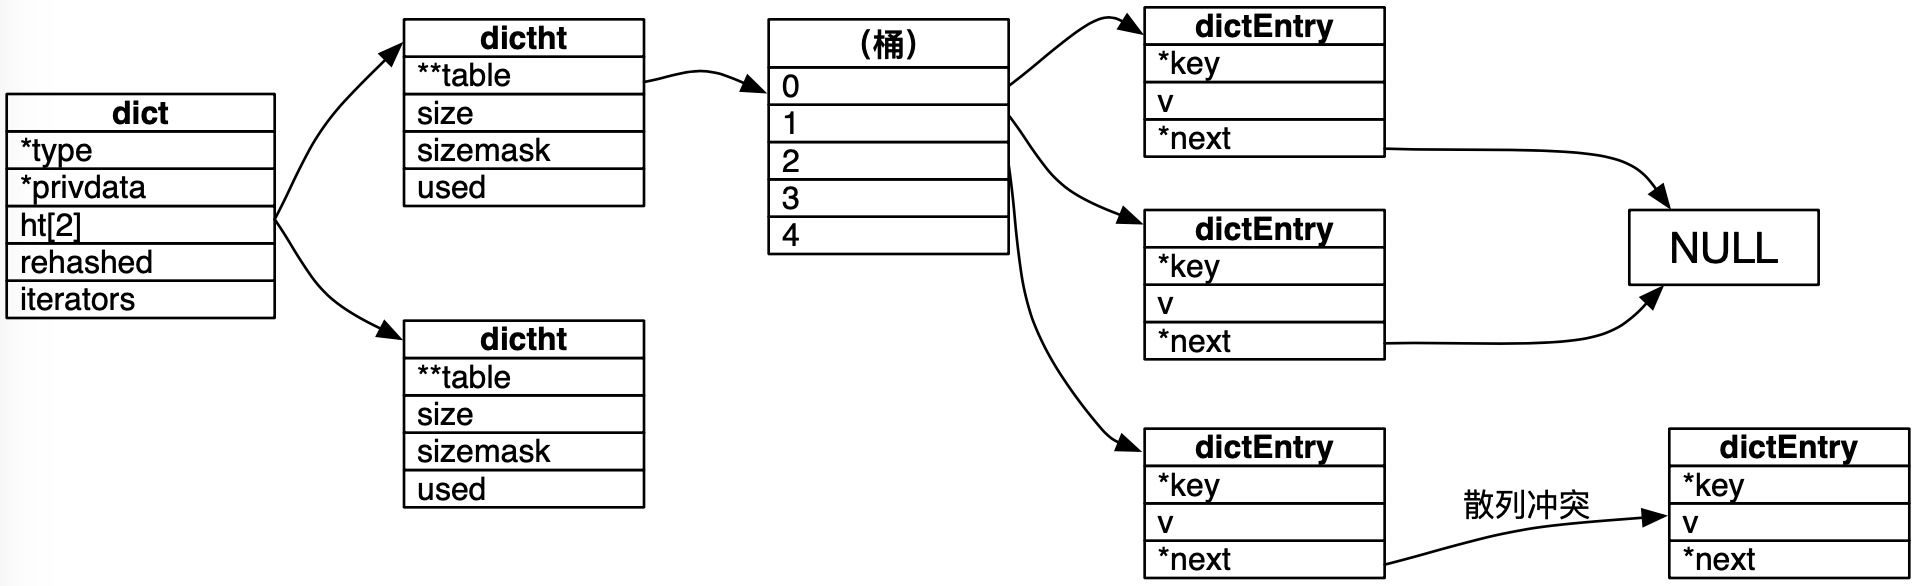 dict
*type
*privdata
ht[2]
rehashed
iterators
dictht
**table
size
sizemask
used
dictht
**table
size
sizemask
used
(桶)
0
1
2
3
4
dictEntry
*key
v
*next
dictEntry
*key
v
*next
NULL
dictEntry
*key
v
*next
散列冲突
dictEntry
*key
v
*next